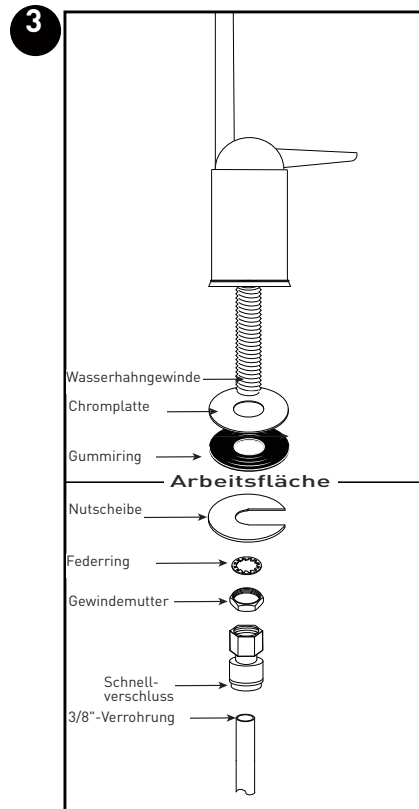 3
Wasserhahngewinde
Chromplatte
Gummiring
Arbeitsfläche
Nutscheibe
Federring
Gewindemutter
Schnell-
verschluss
3/8"-Verrohrung